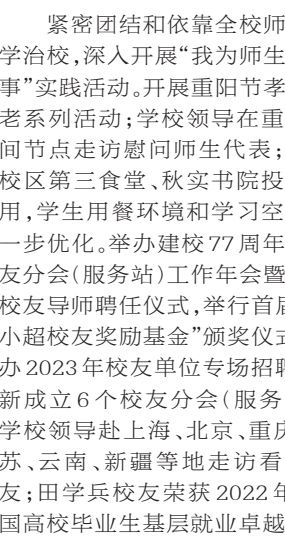 紧密团结和依靠全校师
学治校，深入开展“我为师生
事”实践活动。开展重阳节孝
老系列活动；学校领导在重
间节点走访慰问师生代表；
校区第三食堂、秋实书院投
用，学生用餐环境和学习空
一步优化。举办建校77周年
友分会（服务站）工作年会暨
校友导师聘任仪式，举行首届
小超校友奖励基金”颁奖仪式
办2023年校友单位专场招聘
新成立6个校友分会（服务
学校领导赴上海、北京、重庆
苏、云南、新疆等地走访看
友；田学兵校友荣获2022年
国高校毕业生基层就业卓越